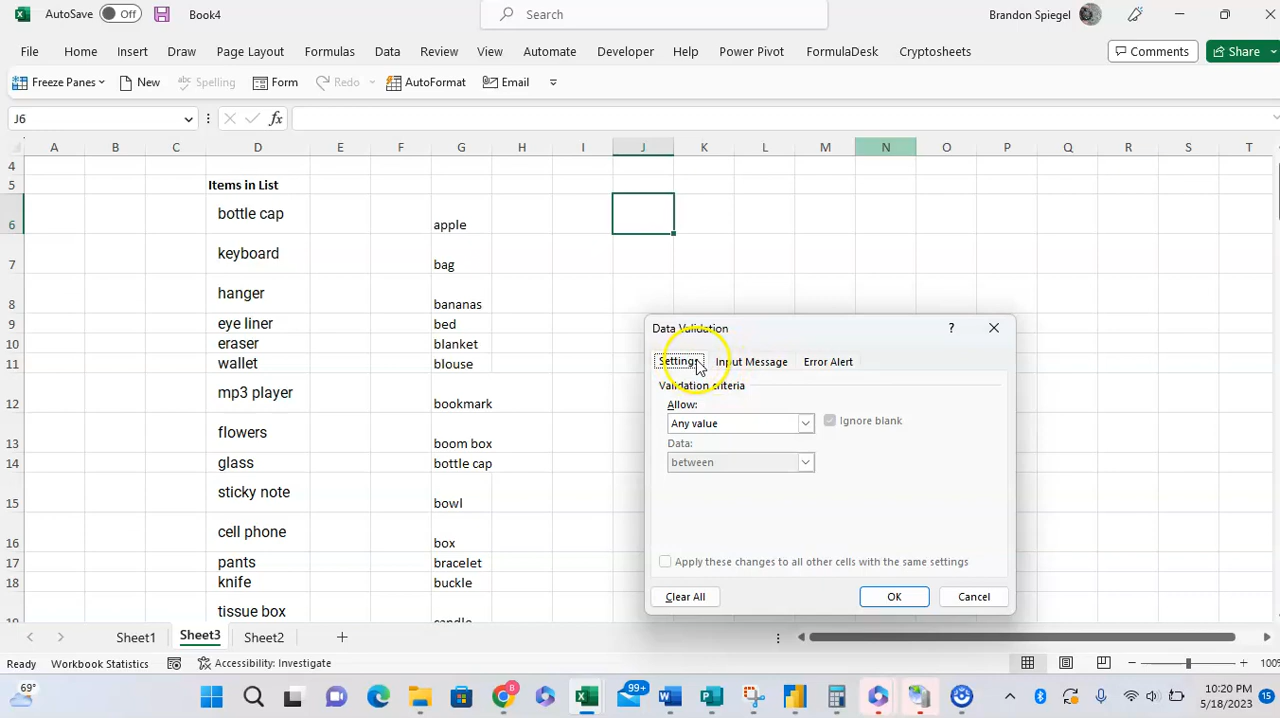 AutoSave Off Book4 Search Brandon Spiegel
File Home Insert Draw Page Layout Formulas Data Review View Automate Developer Help Power Pivot FormulaDesk Cryptosheets Comments Share
Freeze Panes New Spelling Form Redo AutoFormat Email
J6 fx
A B C D E F G H I J K L M N O P Q R S T
4
5 Items in List
6 bottle cap apple
7 keyboard bag
8 hanger bananas
9 eye liner bed
10 eraser blanket
11 wallet blouse
12 mp3 player bookmark
13 flowers boom box
14 glass bottle cap
15 sticky note bowl
16 cell phone box
17 pants bracelet
18 knife buckle
tissue box
Data Validation ?
Settings Input Message Error Alert
Validation criteria
Allow:
Any value Ignore blank
Data:
between
Apply these changes to all other cells with the same settings
Clear All OK Cancel
Sheet1 Sheet3 Sheet2
Ready Workbook Statistics Accessibility: Investigate 100%
69° 8 99+ 10:20 PM
5/18/2023 15